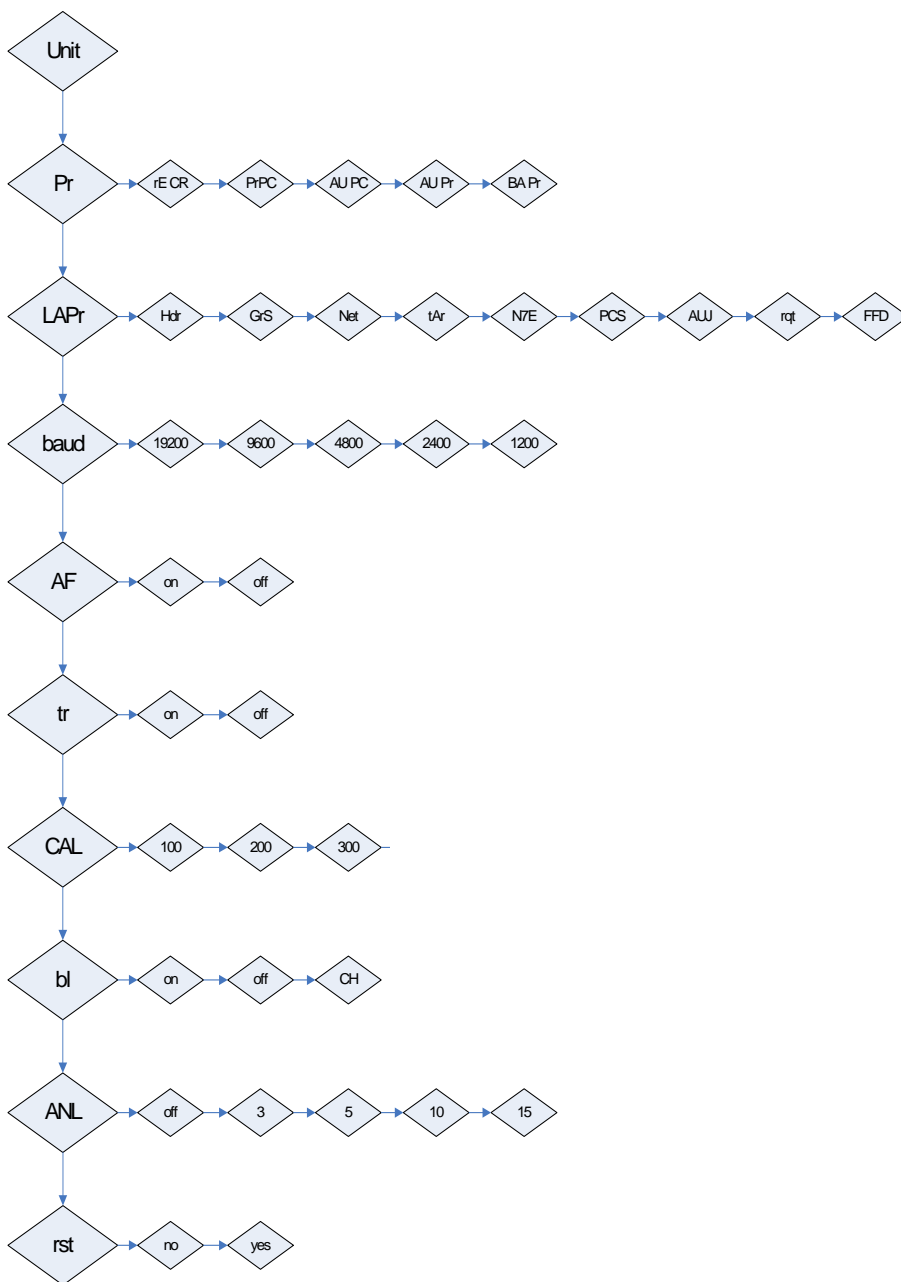 Unit
Pr rE CR PrPC AU PC AU Pr BA Pr
LAPr Hdr GrS Net tAr N7E PCS AUJ rqt FFD
baud 19200 9600 4800 2400 1200
AF on off
tr on off
CAL 100 200 300
bl on off CH
ANL off 3 5 10 15
rst no yes